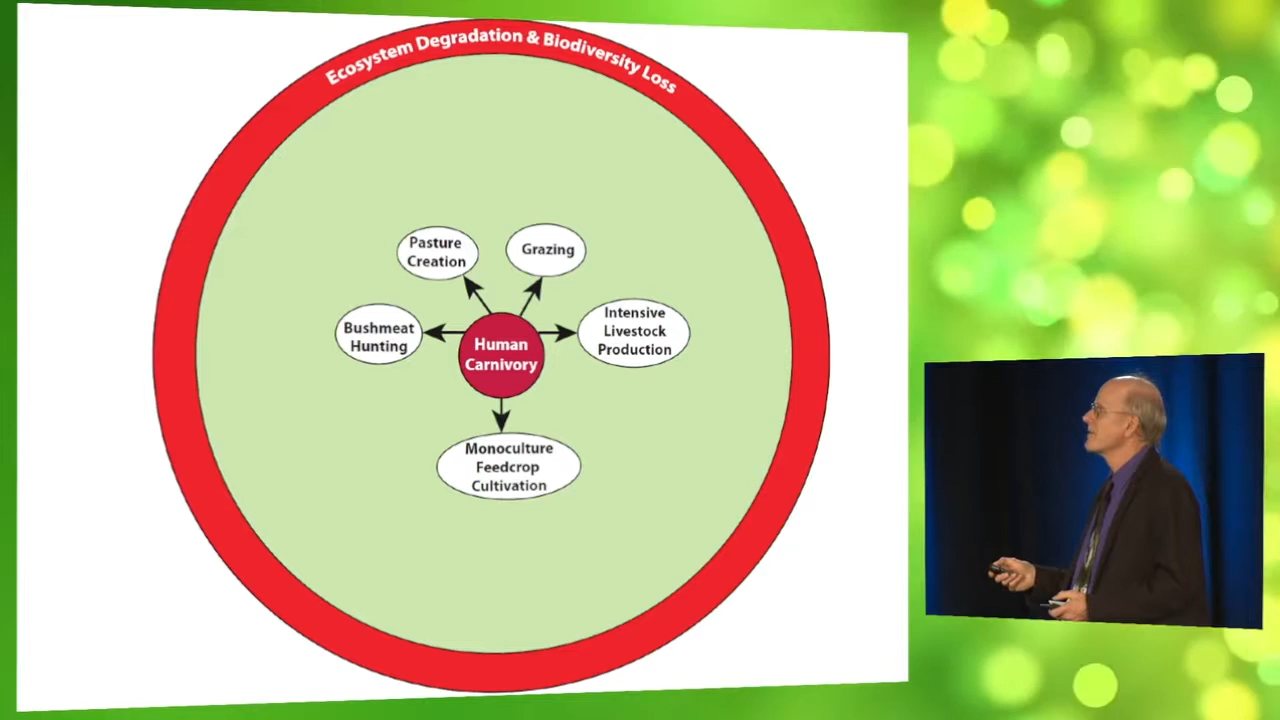 Ecosystem Degradation & Biodiversity Loss
Pasture
Creation
Grazing
Bushmeat
Hunting
Human
Carnivory
Intensive
Livestock
Production
Monoculture
Feedcrop
Cultivation